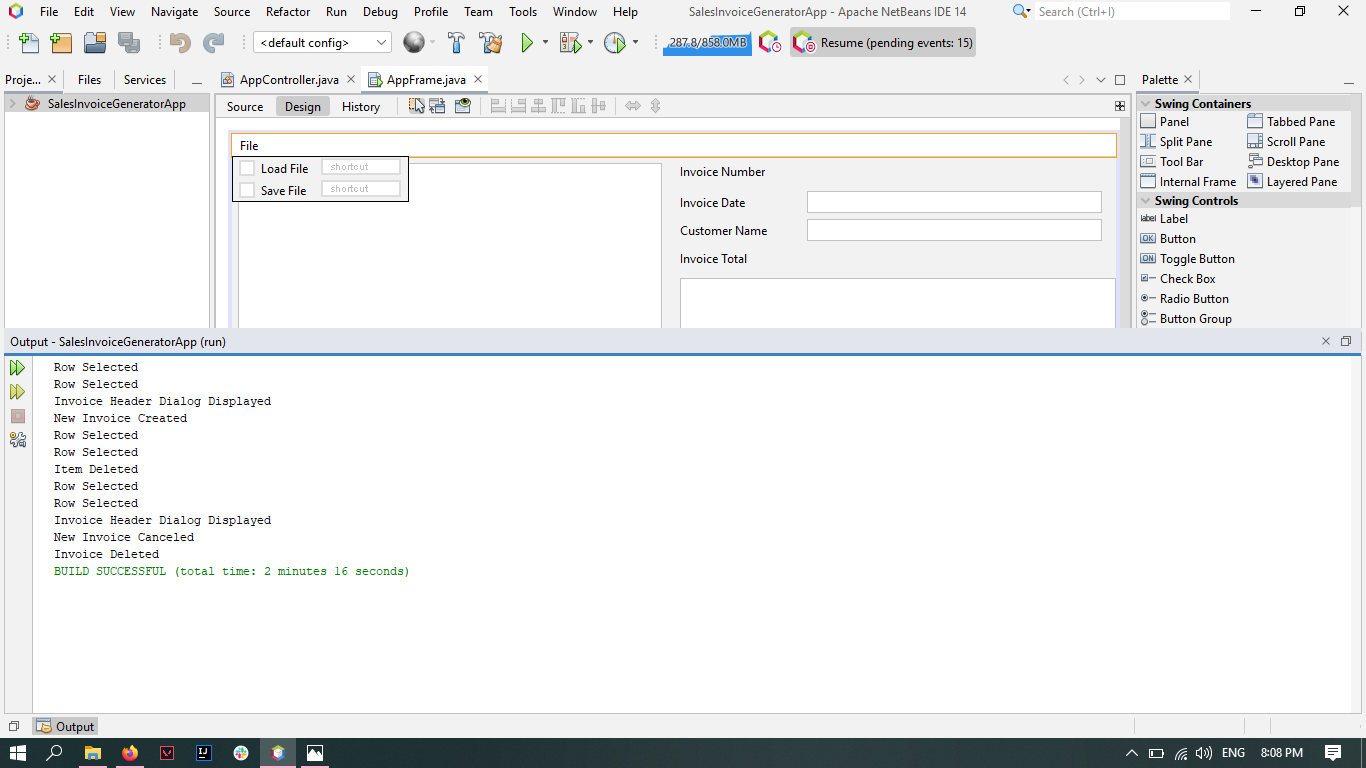 File Edit View Navigate Source Refactor Run Debug Profile Team Tools Window Help SalesInvoiceGeneratorApp - Apache NetBeans IDE 14 Search (Ctrl+I)
<default config> 287.8/858.0MB Resume (pending events: 15)
Proje... Files Services AppController.java AppFrame.java Palette
SalesInvoiceGeneratorApp
Source Design History
File
Load File shortcut
Save File shortcut
Invoice Number
Invoice Date
Customer Name
Invoice Total
Swing Containers
Panel Tabbed Pane
Split Pane Scroll Pane
Tool Bar Desktop Pane
Internal Frame Layered Pane
Swing Controls
label Label
OK Button
ON Toggle Button
Check Box
Radio Button
Button Group
Output - SalesInvoiceGeneratorApp (run)
Row Selected
Row Selected
Invoice Header Dialog Displayed
New Invoice Created
Row Selected
Row Selected
Item Deleted
Row Selected
Row Selected
Invoice Header Dialog Displayed
New Invoice Canceled
Invoice Deleted
BUILD SUCCESSFUL (total time: 2 minutes 16 seconds)
Output
ENG 8:08 PM